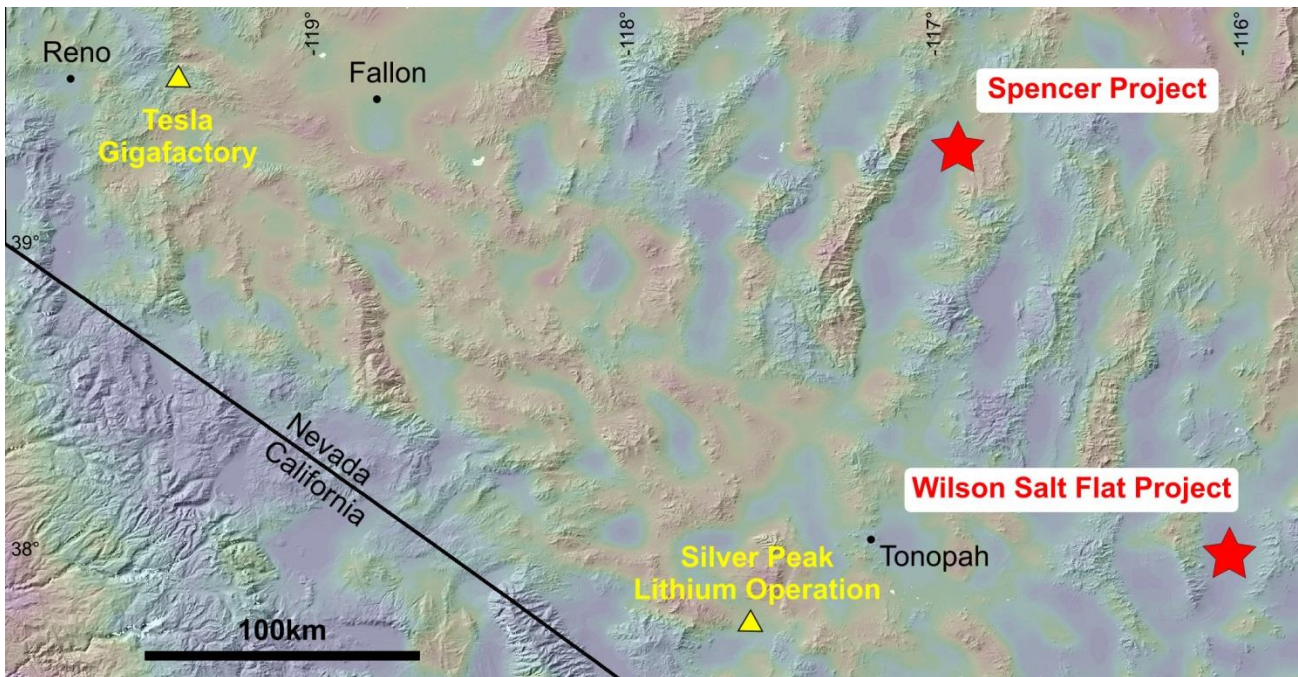 -119°
-118°
-117°
-116°
Reno
Fallon
Spencer Project
Tesla
Gigafactory
39°
Nevada
California
Wilson Salt Flat Project
38°
Silver Peak
Lithium Operation
Tonopah
100km